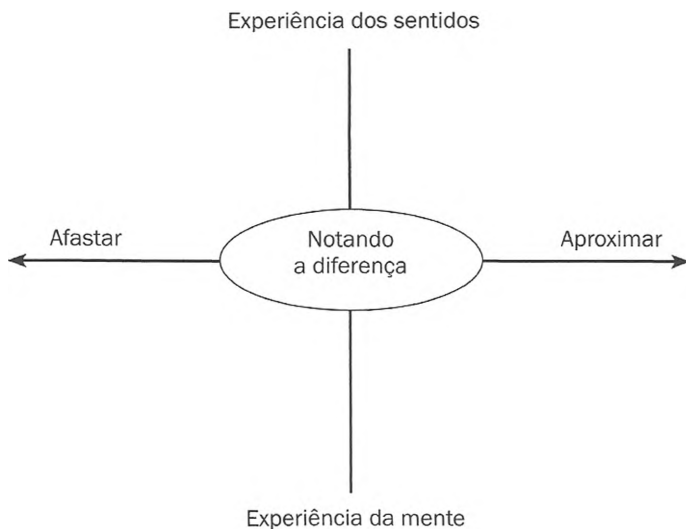 Experiência dos sentidos
Afastar
Notando
a diferença
Aproximar
Experiência da mente